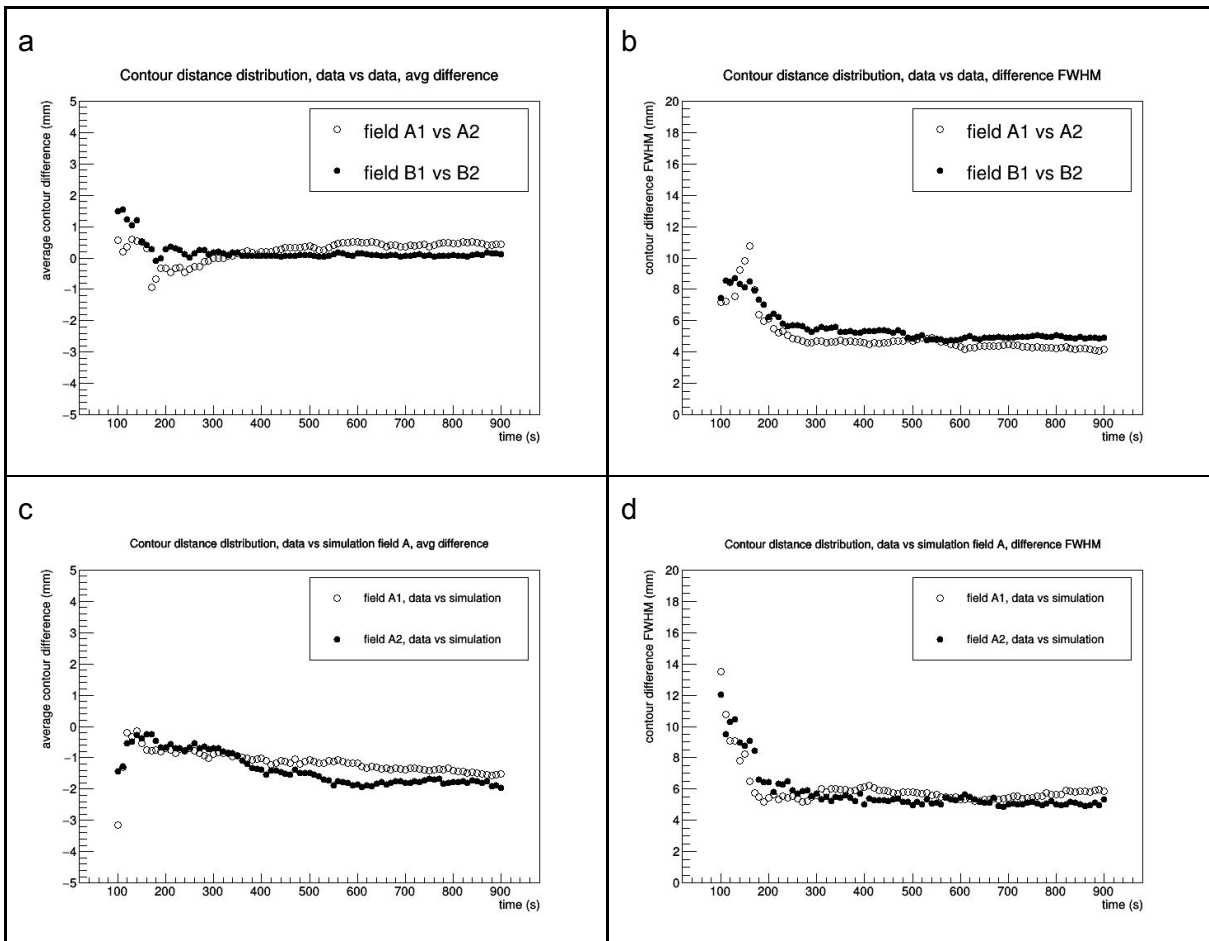 a
Contour distance distribution, data vs data, avg difference
average contour difference (mm)
5
4
3
2
1
0
−1
−2
−3
−4
−5
field A1 vs A2
field B1 vs B2
100 200 300 400 500 600 700 800 900
time (s)
b
Contour distance distribution, data vs data, difference FWHM
contour difference FWHM (mm)
20
18
16
14
12
10
8
6
4
2
0
field A1 vs A2
field B1 vs B2
100 200 300 400 500 600 700 800 900
time (s)
c
Contour distance distribution, data vs simulation field A, avg difference
average contour difference (mm)
5
4
3
2
1
0
−1
−2
−3
−4
−5
field A1, data vs simulation
field A2, data vs simulation
100 200 300 400 500 600 700 800 900
time (s)
d
Contour distance distribution, data vs simulation field A, difference FWHM
contour difference FWHM (mm)
20
18
16
14
12
10
8
6
4
2
0
field A1, data vs simulation
field A2, data vs simulation
100 200 300 400 500 600 700 800 900
time (s)